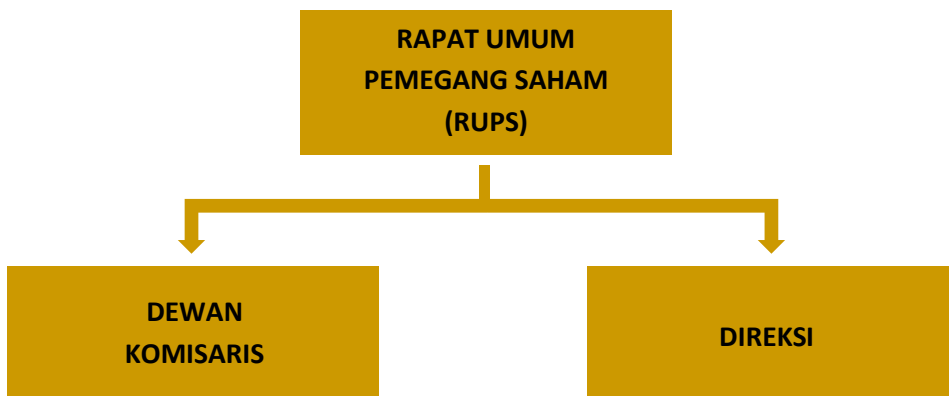 RAPAT UMUM
PEMEGANG SAHAM
(RUPS)
DEWAN
KOMISARIS
DIREKSI